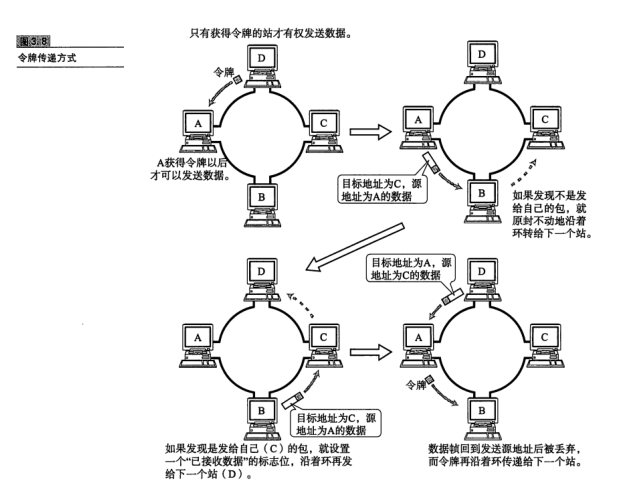 图3.8
令牌传递方式
只有获得令牌的站才有权发送数据。
D
令牌
A
C
A获得令牌以后
才可以发送数据。
B
D
A
C
目标地址为C，源
地址为A的数据
B
如果发现不是发
给自己的包，就
原封不动地沿着
环转给下一个站。
D
A
C
B
目标地址为C，源
地址为A的数据
如果发现是发给自己（C）的包，就设置
一个“已接收数据”的标志位，沿着环再发
给下一个站（D）。
目标地址为A，源
地址为C的数据
D
A
C
令牌
B
数据帧回到发送源地址后被丢弃，
而令牌再沿着环传递给下一个站。